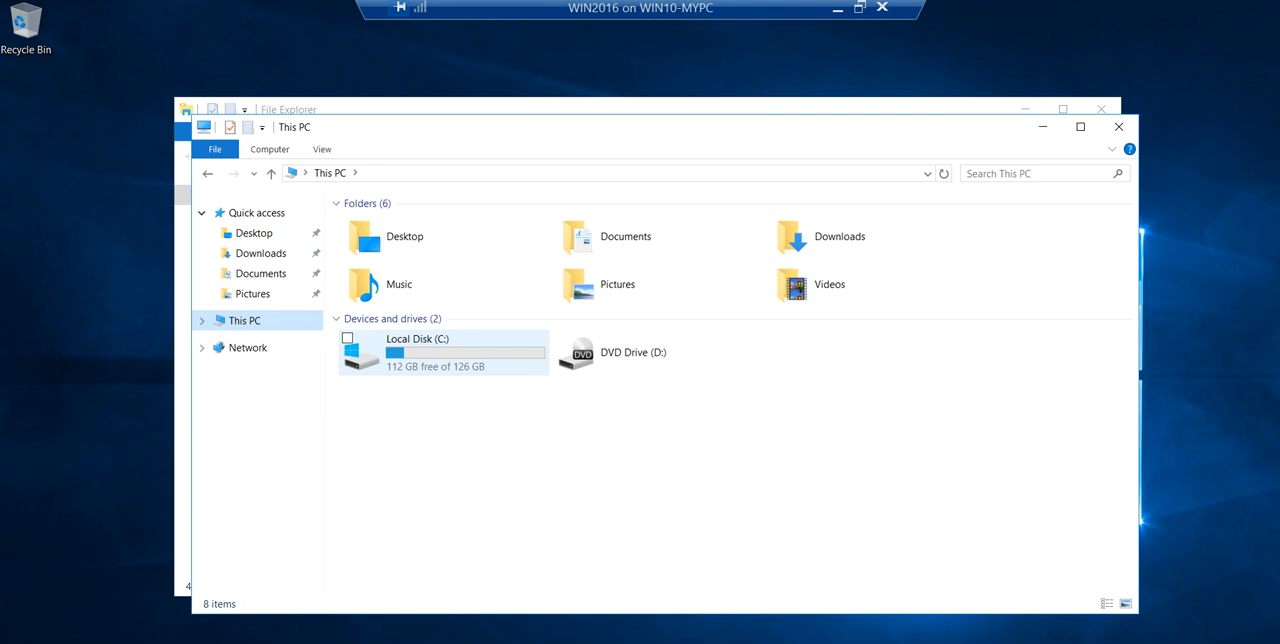 WIN2016 on WIN10-MYPC
Recycle Bin
File Explorer
This PC
File Computer View
This PC
Search This PC
Quick access
Desktop
Downloads
Documents
Pictures
This PC
Network
Folders (6)
Desktop Documents Downloads
Music Pictures Videos
Devices and drives (2)
Local Disk (C:)
112 GB free of 126 GB
DVD
DVD Drive (D:)
4
8 items